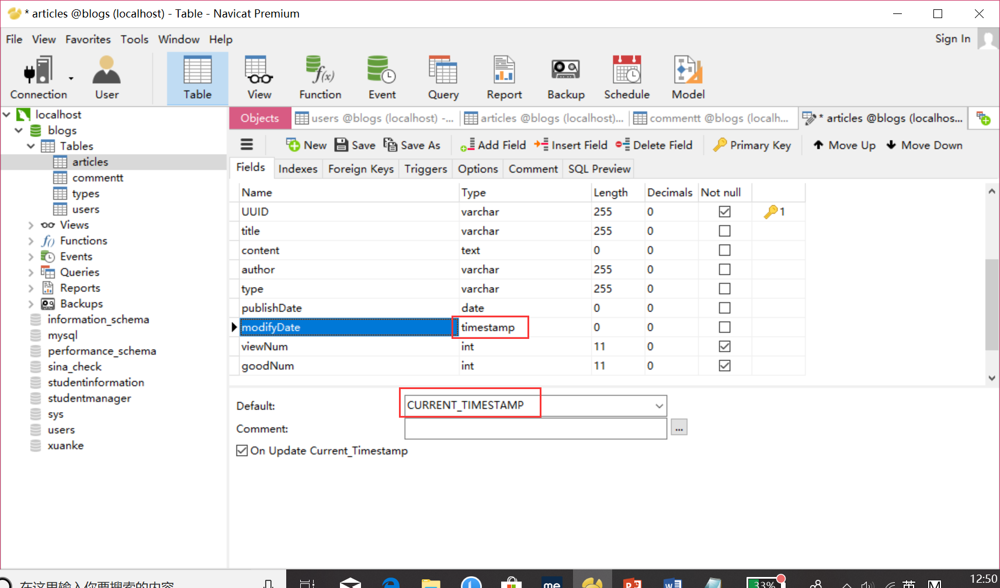 * articles @blogs (localhost) - Table - Navicat Premium
File View Favorites Tools Window Help
Sign In
Connection User Table View Function Event Query Report Backup Schedule Model
localhost
blogs
Tables
articles
commentt
types
users
Views
Functions
Events
Queries
Reports
Backups
information_schema
mysql
performance_schema
sina_check
studentinformation
studentmanager
sys
users
xuanke
Objects users @blogs (localhost) -... articles @blogs (localhost)... commentt @blogs (localh... * articles @blogs (localhos...
New Save Save As Add Field Insert Field Delete Field Primary Key Move Up Move Down
Fields Indexes Foreign Keys Triggers Options Comment SQL Preview
Name Type Length Decimals Not null
UUID varchar 255 0 1
title varchar 255 0
content text 0 0
author varchar 255 0
type varchar 255 0
publishDate date 0 0
modifyDate timestamp 0 0
viewNum int 11 0
goodNum int 11 0
Default: CURRENT_TIMESTAMP
Comment: ...
On Update Current_Timestamp
在这里输入你要搜索的内容
me
33%
英
M
12:50